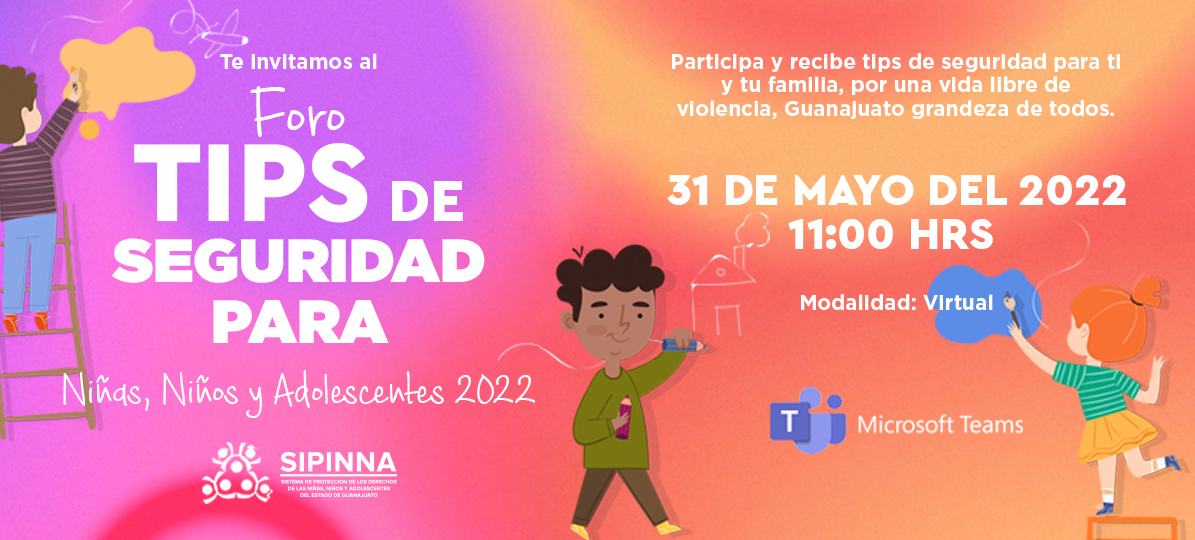 Te invitamos al
Foro
TIPS DE
SEGURIDAD
PARA
Niñas, Niños y Adolescentes 2022
SIPINNA
SISTEMA DE PROTECCIÓN DE LOS DERECHOS
DE LAS NIÑAS, NIÑOS Y ADOLESCENTES
DEL ESTADO DE GUANAJUATO
Participa y recibe tips de seguridad para ti
y tu familia, por una vida libre de
violencia, Guanajuato grandeza de todos.
31 DE MAYO DEL 2022
11:00 HRS
Modalidad: Virtual
T
Microsoft Teams